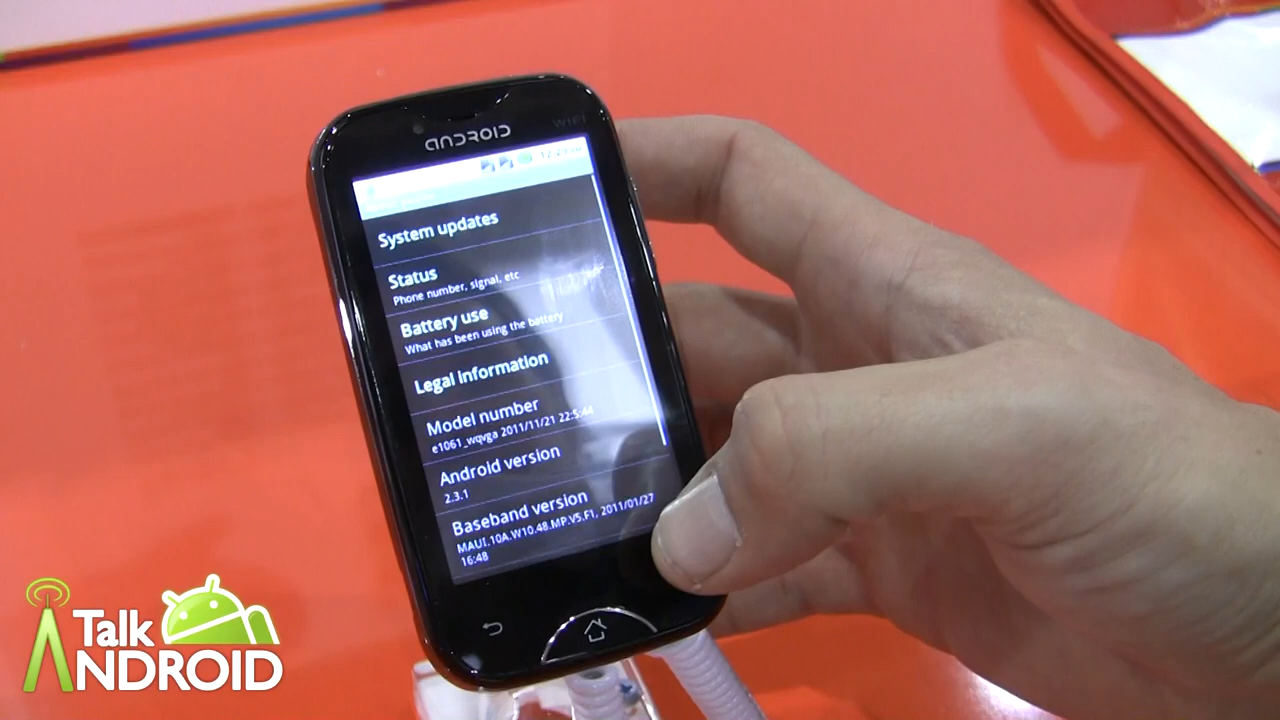 ANDROID
WIFI
System updates
Status
Phone number, signal, etc
Battery use
What has been using the battery
Legal information
Model number
e1061_wqvga 2011/11/21 22:5:44
Android version
2.3.1
Baseband version
MAUI.10A.W10.48.MP.V5.F1, 2011/01/27
16:48
Talk
ANDROID